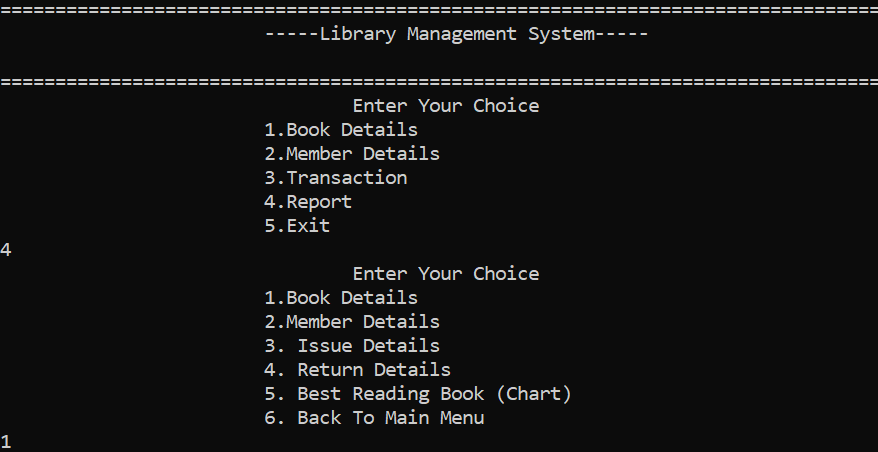 ================================================================================
-----Library Management System-----
================================================================================
Enter Your Choice
1.Book Details
2.Member Details
3.Transaction
4.Report
5.Exit
4
Enter Your Choice
1.Book Details
2.Member Details
3. Issue Details
4. Return Details
5. Best Reading Book (Chart)
6. Back To Main Menu
1